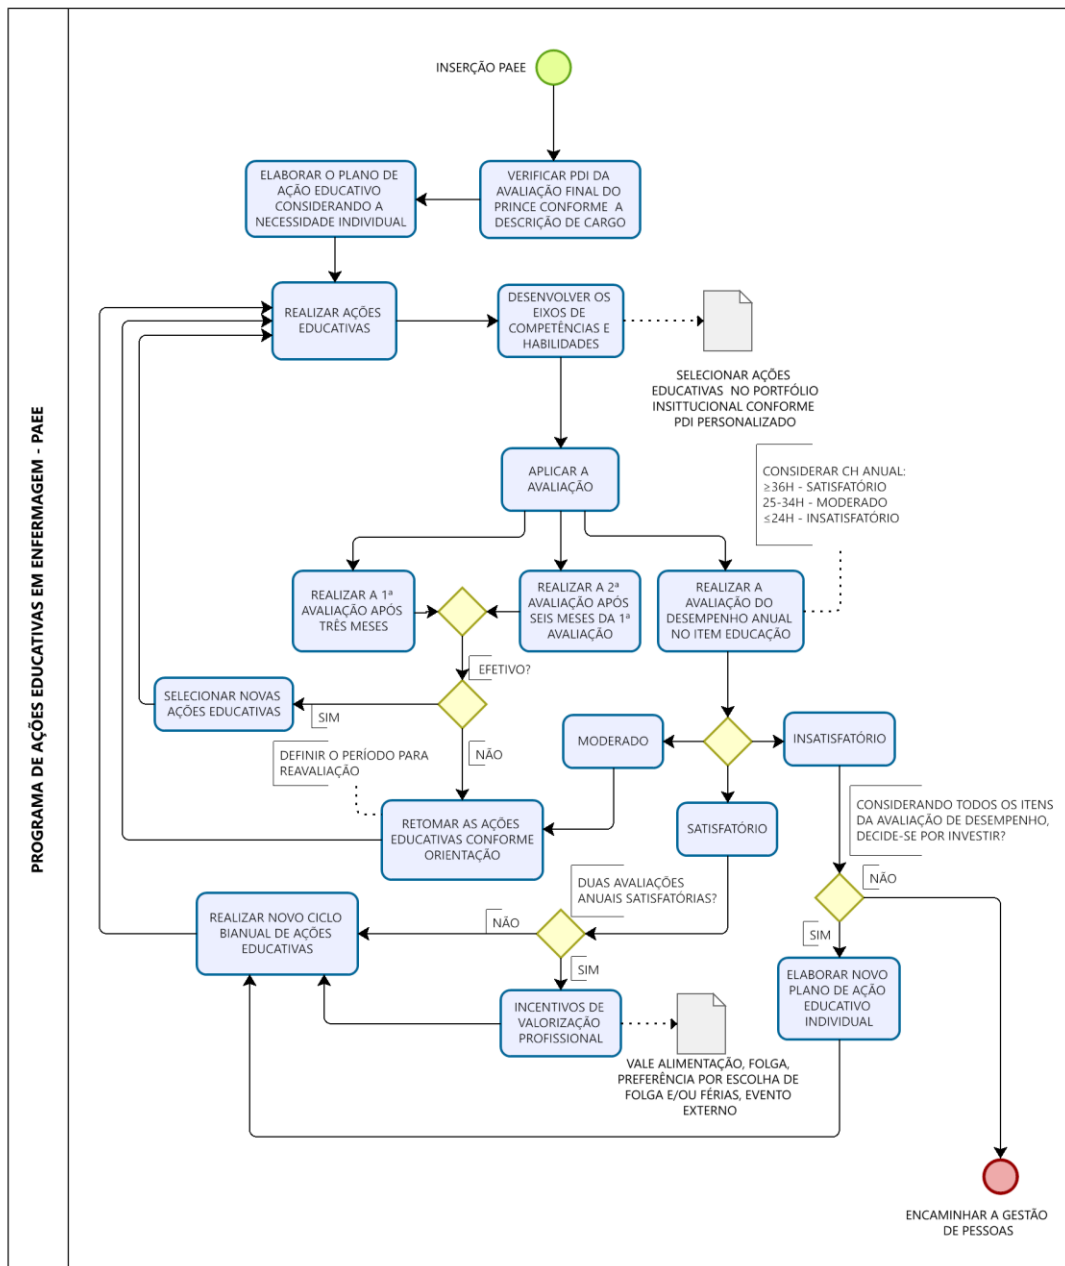 PROGRAMA DE AÇÕES EDUCATIVAS EM ENFERMAGEM - PAEE
INSERÇÃO PAEE
ELABORAR O PLANO DE
AÇÃO EDUCATIVO
CONSIDERANDO A
NECESSIDADE INDIVIDUAL
VERIFICAR PDI DA
AVALIAÇÃO FINAL DO
PRINCE CONFORME A
DESCRIÇÃO DE CARGO
REALIZAR AÇÕES
EDUCATIVAS
DESENVOLVER OS
EIXOS DE
COMPETÊNCIAS E
HABILIDADES
SELECIONAR AÇÕES
EDUCATIVAS NO PORTFÓLIO
INSITTUCIONAL CONFORME
PDI PERSONALIZADO
APLICAR A
AVALIAÇÃO
CONSIDERAR CH ANUAL:
≥36H - SATISFATÓRIO
25-34H - MODERADO
≤24H - INSATISFATÓRIO
REALIZAR A 1ª
AVALIAÇÃO APÓS
TRÊS MESES
REALIZAR A 2ª
AVALIAÇÃO APÓS
SEIS MESES DA 1ª
AVALIAÇÃO
REALIZAR A
AVALIAÇÃO DO
DESEMPENHO ANUAL
NO ITEM EDUCAÇÃO
EFETIVO?
SELECIONAR NOVAS
AÇÕES EDUCATIVAS
SIM
NÃO
DEFINIR O PERÍODO PARA
REAVALIAÇÃO
MODERADO
INSATISFATÓRIO
SATISFATÓRIO
RETOMAR AS AÇÕES
EDUCATIVAS CONFORME
ORIENTAÇÃO
CONSIDERANDO TODOS OS ITENS
DA AVALIAÇÃO DE DESEMPENHO,
DECIDE-SE POR INVESTIR?
DUAS AVALIAÇÕES
ANUAIS SATISFATÓRIAS?
NÃO
SIM
REALIZAR NOVO CICLO
BIANUAL DE AÇÕES
EDUCATIVAS
NÃO
SIM
INCENTIVOS DE
VALORIZAÇÃO
PROFISSIONAL
ELABORAR NOVO
PLANO DE AÇÃO
EDUCATIVO
INDIVIDUAL
VALE ALIMENTAÇÃO, FOLGA,
PREFERÊNCIA POR ESCOLHA DE
FOLGA E/OU FÉRIAS, EVENTO
EXTERNO
ENCAMINHAR A GESTÃO
DE PESSOAS